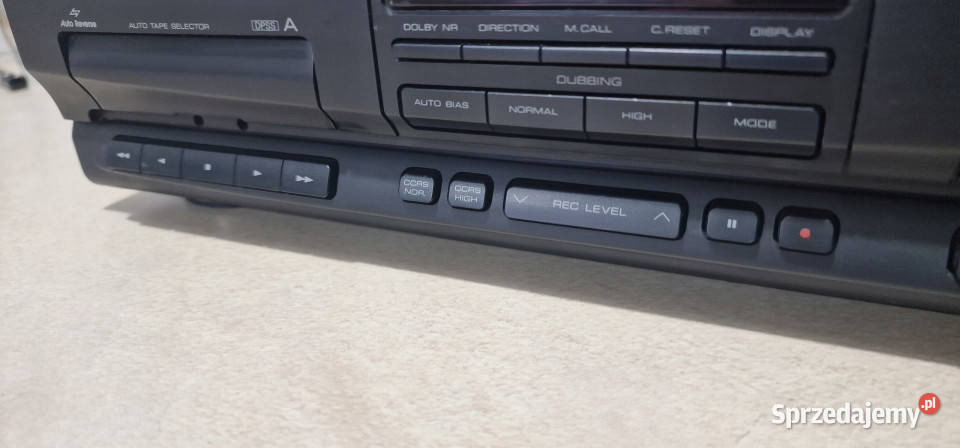 DOLBY NR DIRECTION M.CALL C.RESET DISPLAY
Auto Reverse AUTO TAPE SELECTOR DPSS A
DUBBING
AUTO BIAS NORMAL HIGH MODE
CCRS NOR.
CCRS HIGH
REC LEVEL
Sprzedajemy.pl